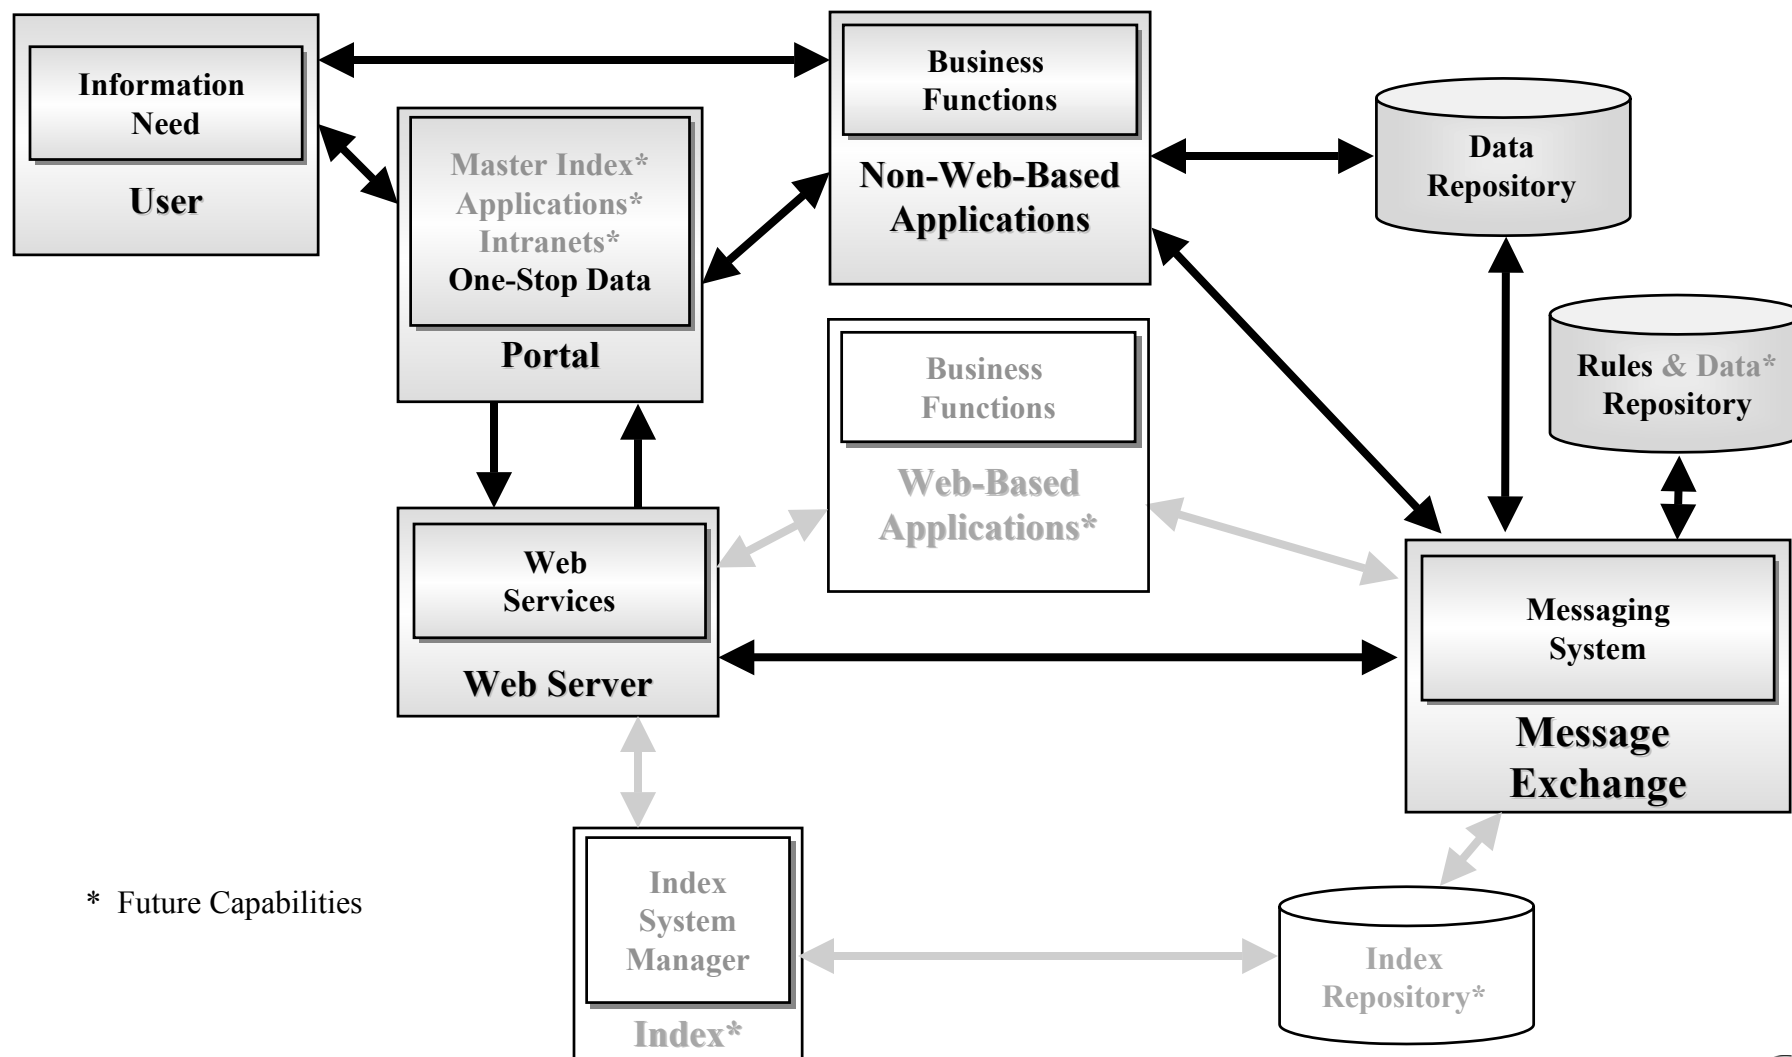 Information
Need
User
Master Index*
Applications*
Intranets*
One-Stop Data
Portal
Business
Functions
Non-Web-Based
Applications
Data
Repository
Rules & Data*
Repository
Business
Functions
Web-Based
Applications*
Web
Services
Web Server
Messaging
System
Message
Exchange
Index
System
Manager
Index*
Index
Repository*
* Future Capabilities